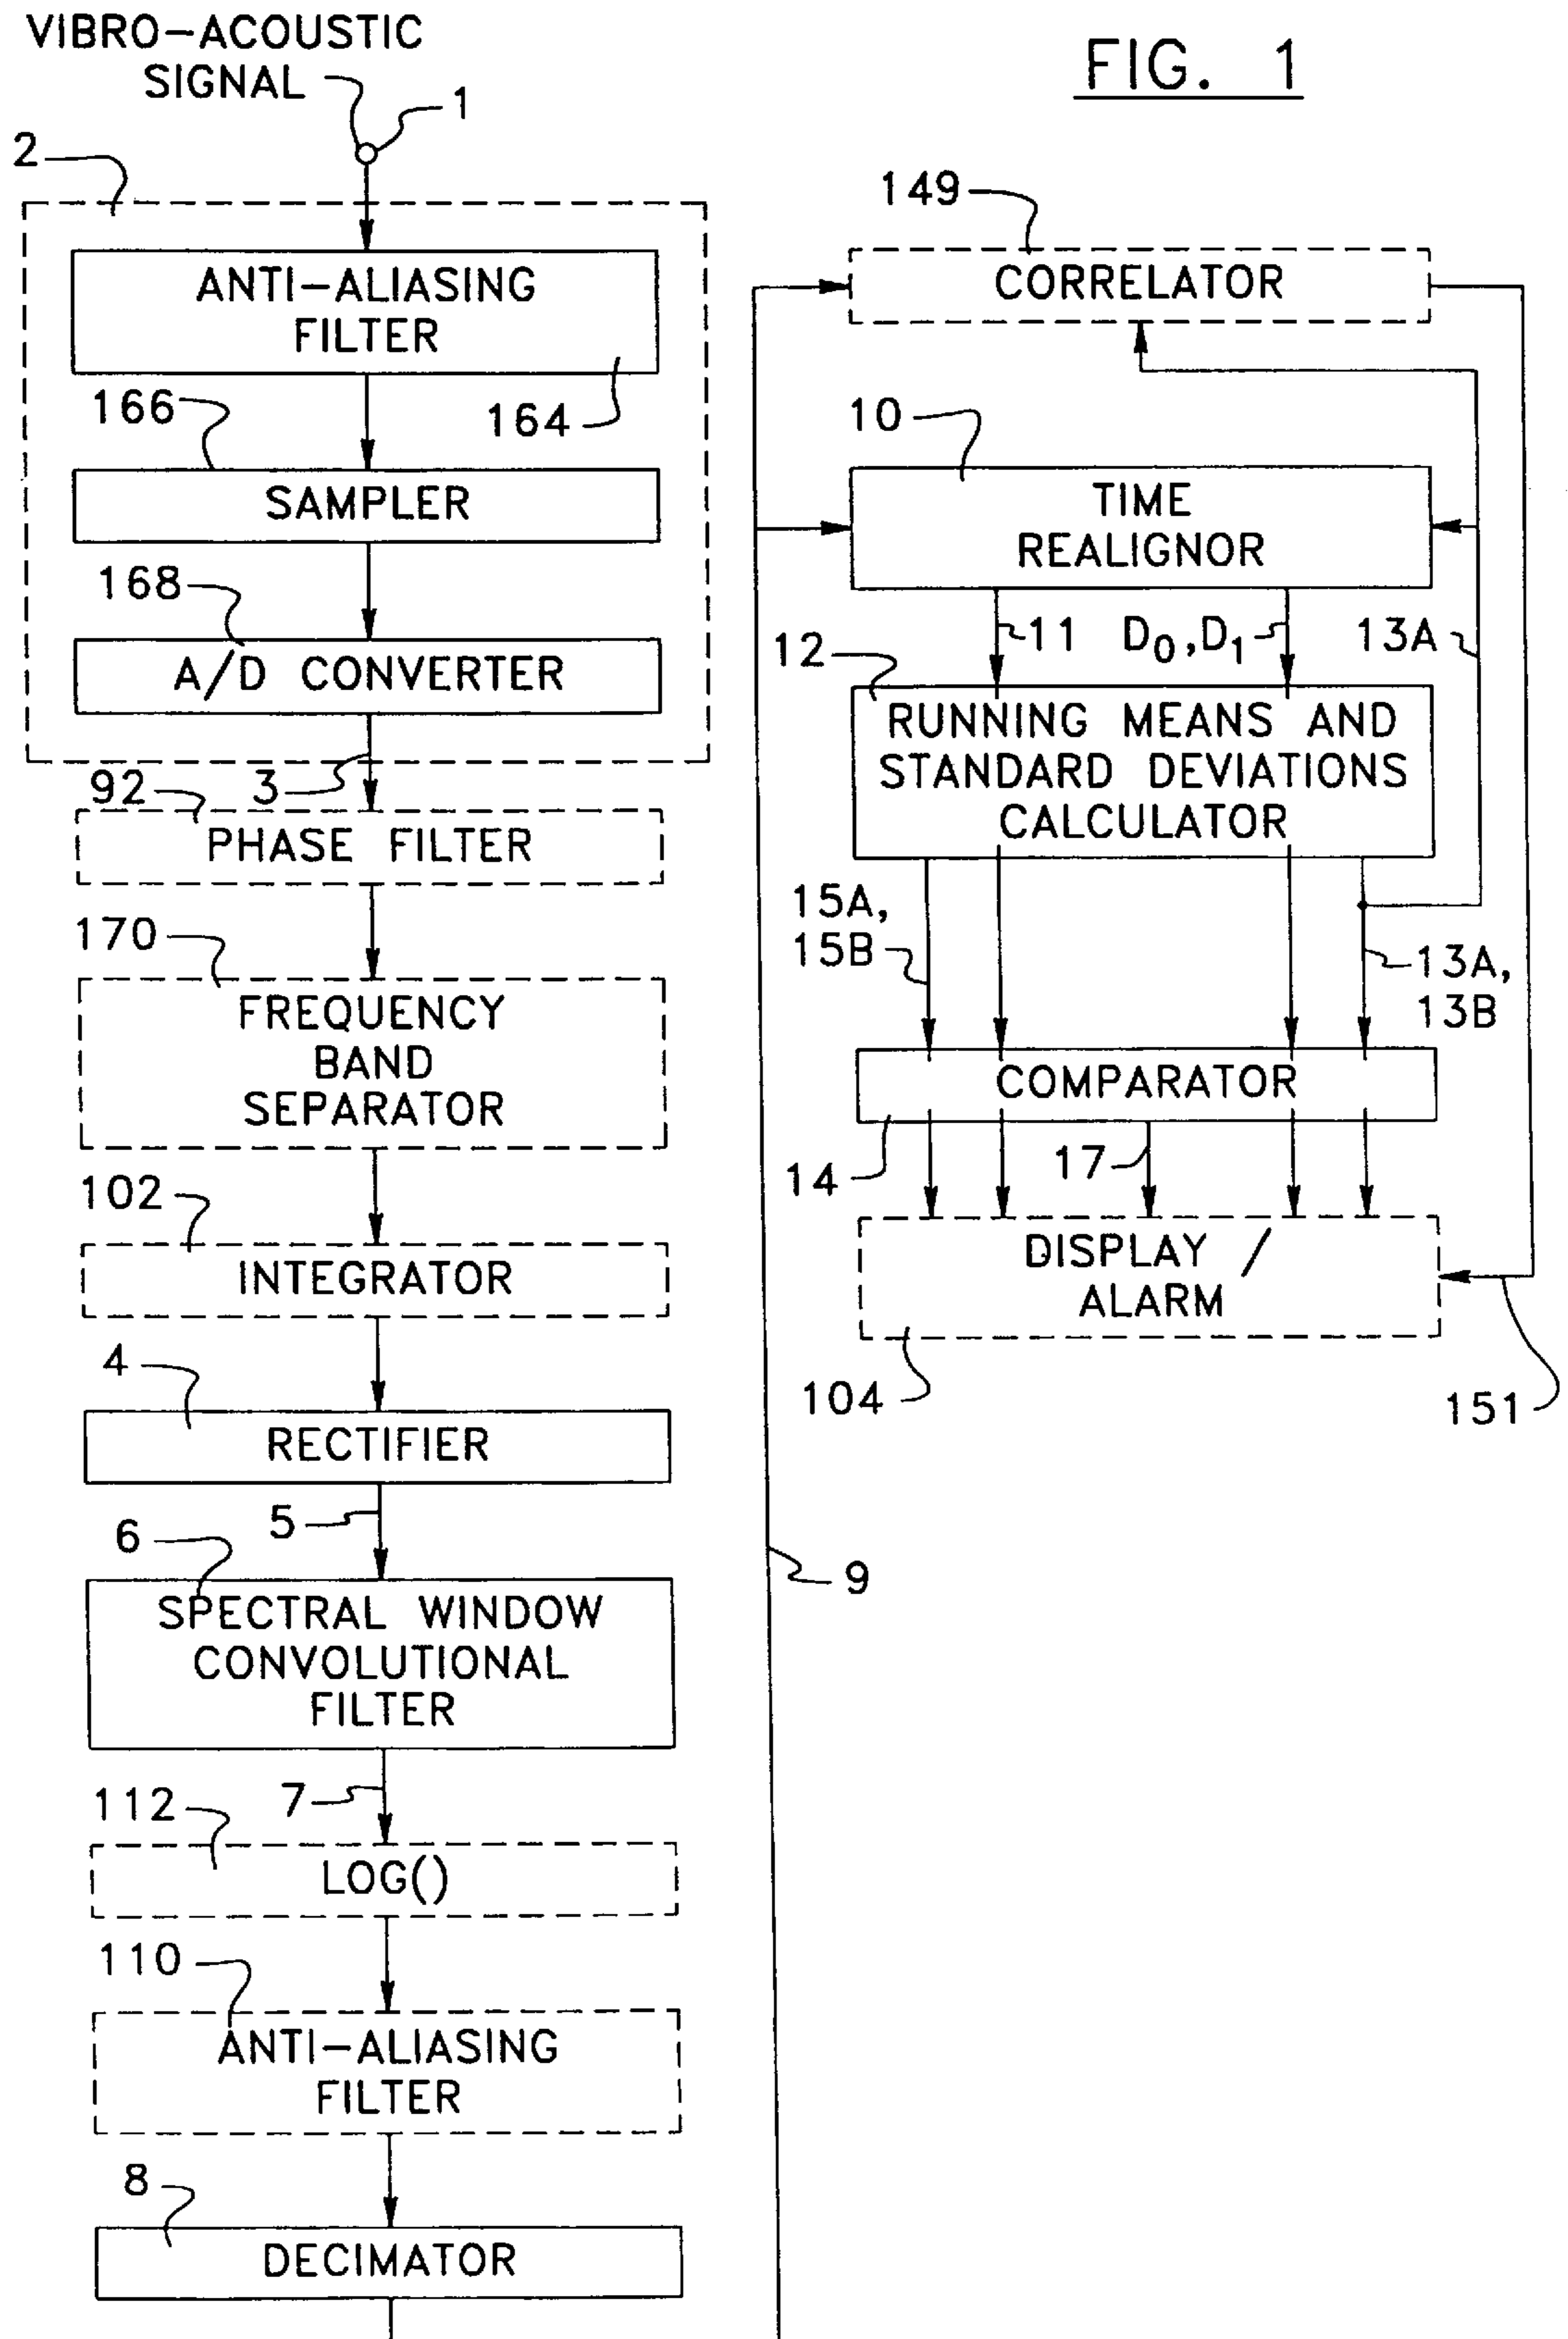 VIBRO-ACOUSTIC
SIGNAL
1
2
ANTI-ALIASING
FILTER
166
164
SAMPLER
168
A/D CONVERTER
92
3
PHASE FILTER
170
FREQUENCY
BAND
SEPARATOR
102
INTEGRATOR
4
RECTIFIER
5
6
SPECTRAL WINDOW
CONVOLUTIONAL
FILTER
7
112
LOG()
110
ANTI-ALIASING
FILTER
8
DECIMATOR
FIG. 1
149
CORRELATOR
10
TIME
REALIGNOR
11
D0,D1
13A
12
RUNNING MEANS AND
STANDARD DEVIATIONS
CALCULATOR
15A,
15B
13A,
13B
COMPARATOR
14
17
DISPLAY /
ALARM
104
151
9